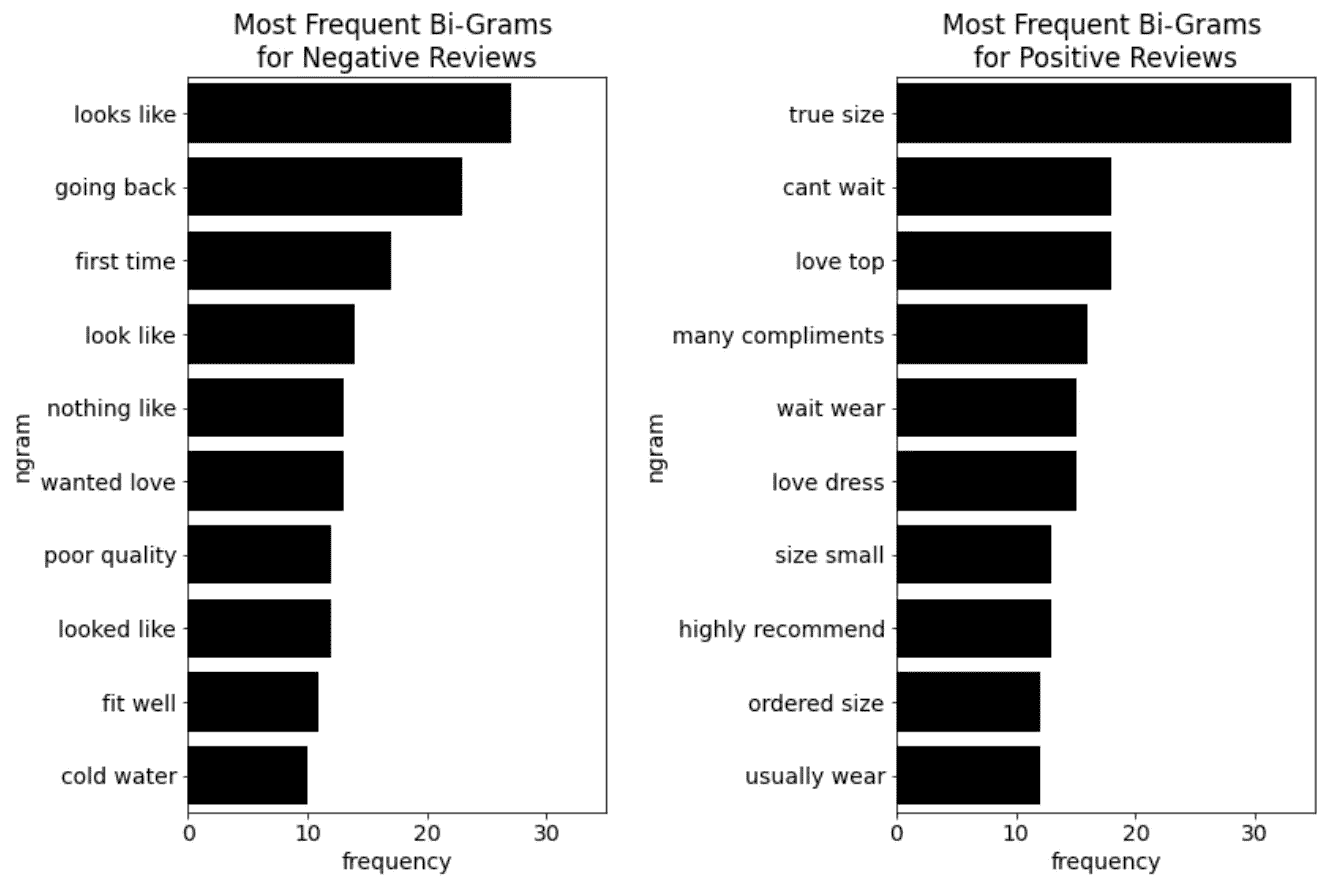 Most Frequent Bi-Grams
for Negative Reviews
looks like
going back
first time
look like
nothing like
wanted love
poor quality
looked like
fit well
cold water
ngram
0 10 20 30
frequency
Most Frequent Bi-Grams
for Positive Reviews
true size
cant wait
love top
many compliments
wait wear
love dress
size small
highly recommend
ordered size
usually wear
ngram
0 10 20 30
frequency